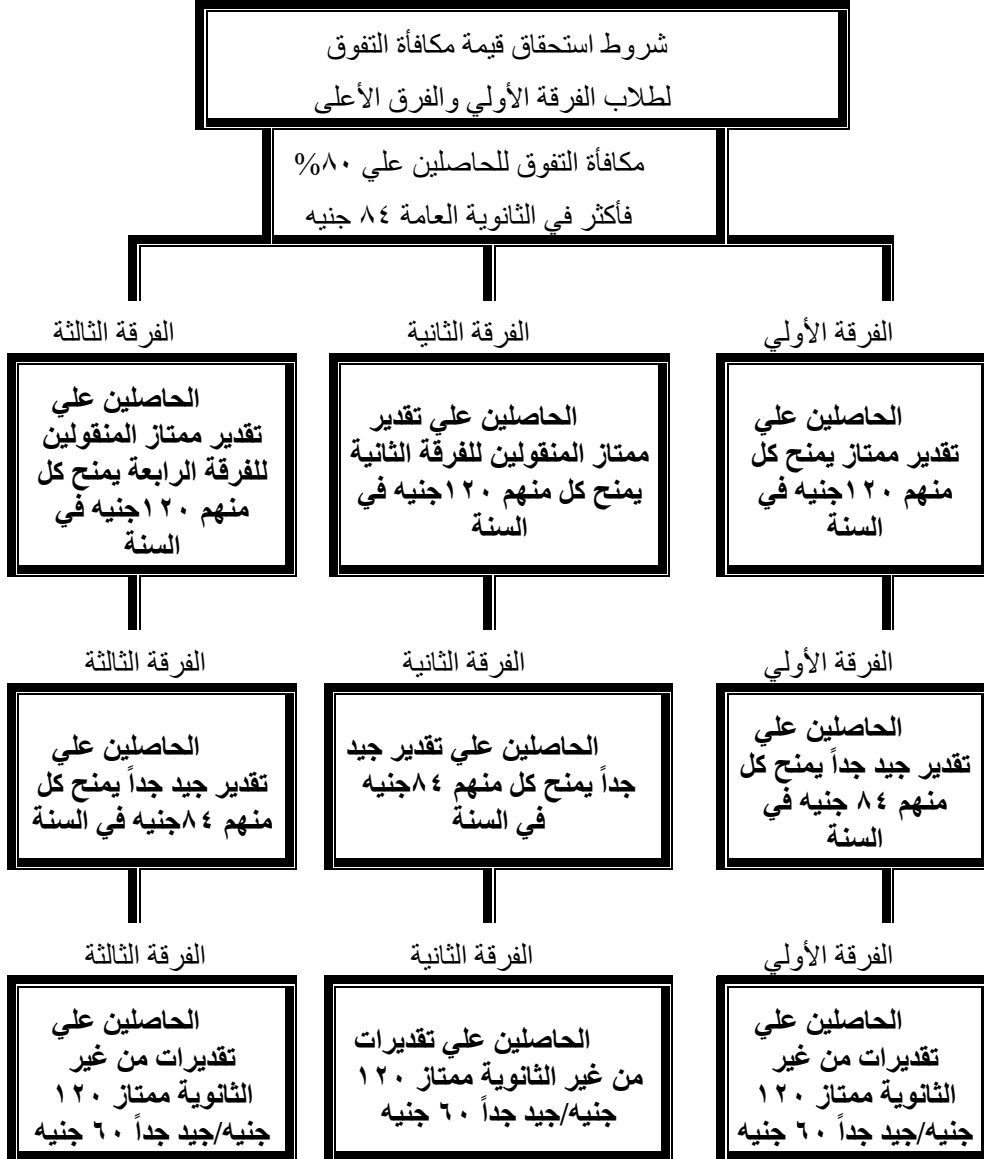 شروط استحقاق قيمة مكافأة التفوق
لطلاب الفرقة الأولي والفرق الأعلى
مكافأة التفوق للحاصلين علي ٨٠%
فأكثر في الثانوية العامة ٨٤ جنيه
الفرقة الأولي
الحاصلين علي
تقدير ممتاز يمنح كل
منهم ١٢٠جنيه في
السنة
الفرقة الثانية
الحاصلين علي تقدير
ممتاز المنقولين للفرقة الثانية
يمنح كل منهم ١٢٠جنيه في
السنة
الفرقة الثالثة
الحاصلين علي
تقدير ممتاز المنقولين
للفرقة الرابعة يمنح كل
منهم ١٢٠جنيه في
السنة
الفرقة الأولي
الحاصلين علي
تقدير جيد جداً يمنح كل
منهم ٨٤ جنيه في
السنة
الفرقة الثانية
الحاصلين علي تقدير جيد
جداً يمنح كل منهم ٨٤جنيه
في السنة
الفرقة الثالثة
الحاصلين علي
تقدير جيد جداً يمنح كل
منهم ٨٤جنيه في السنة
الفرقة الأولي
الحاصلين علي
تقديرات من غير
الثانوية ممتاز ١٢٠
جنيه/جيد جداً ٦٠ جنيه
الفرقة الثانية
الحاصلين علي تقديرات
من غير الثانوية ممتاز ١٢٠
جنيه/جيد جداً ٦٠ جنيه
الفرقة الثالثة
الحاصلين علي
تقديرات من غير
الثانوية ممتاز ١٢٠
جنيه/جيد جداً ٦٠ جنيه